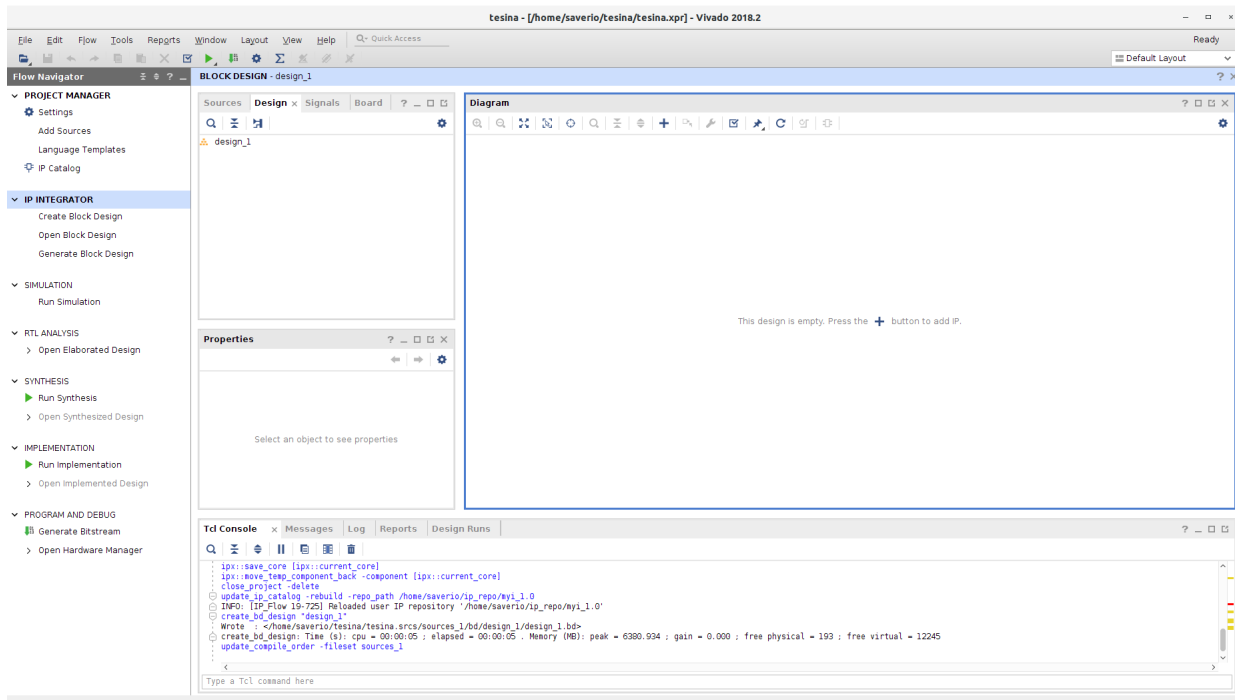 tesina - [/home/saverio/tesina/tesina.xpr] - Vivado 2018.2
File Edit Flow Tools Reports Window Layout View Help Q- Quick Access Ready
Default Layout
Flow Navigator ? _
BLOCK DESIGN - design_1 ? ×
PROJECT MANAGER
Settings
Add Sources
Language Templates
IP Catalog
IP INTEGRATOR
Create Block Design
Open Block Design
Generate Block Design
SIMULATION
Run Simulation
RTL ANALYSIS
Open Elaborated Design
SYNTHESIS
Run Synthesis
Open Synthesized Design
IMPLEMENTATION
Run Implementation
Open Implemented Design
PROGRAM AND DEBUG
Generate Bitstream
Open Hardware Manager
Sources Design × Signals Board ? _
design_1
Properties ? _
Select an object to see properties
Diagram ?
This design is empty. Press the + button to add IP.
Tcl Console × Messages Log Reports Design Runs ? _
ipx::save_core [ipx::current_core]
ipx::move_temp_component_back -component [ipx::current_core]
close_project -delete
update_ip_catalog -rebuild -repo_path /home/saverio/ip_repo/myi_1.0
INFO: [IP_Flow 19-725] Reloaded user IP repository '/home/saverio/ip_repo/myi_1.0'
create_bd_design "design_1"
Wrote : </home/saverio/tesina/tesina.srcs/sources_1/bd/design_1/design_1.bd>
create_bd_design: Time (s): cpu = 00:00:05 ; elapsed = 00:00:05 . Memory (MB): peak = 6380.934 ; gain = 0.000 ; free physical = 193 ; free virtual = 12245
update_compile_order -fileset sources_1
Type a Tcl command here